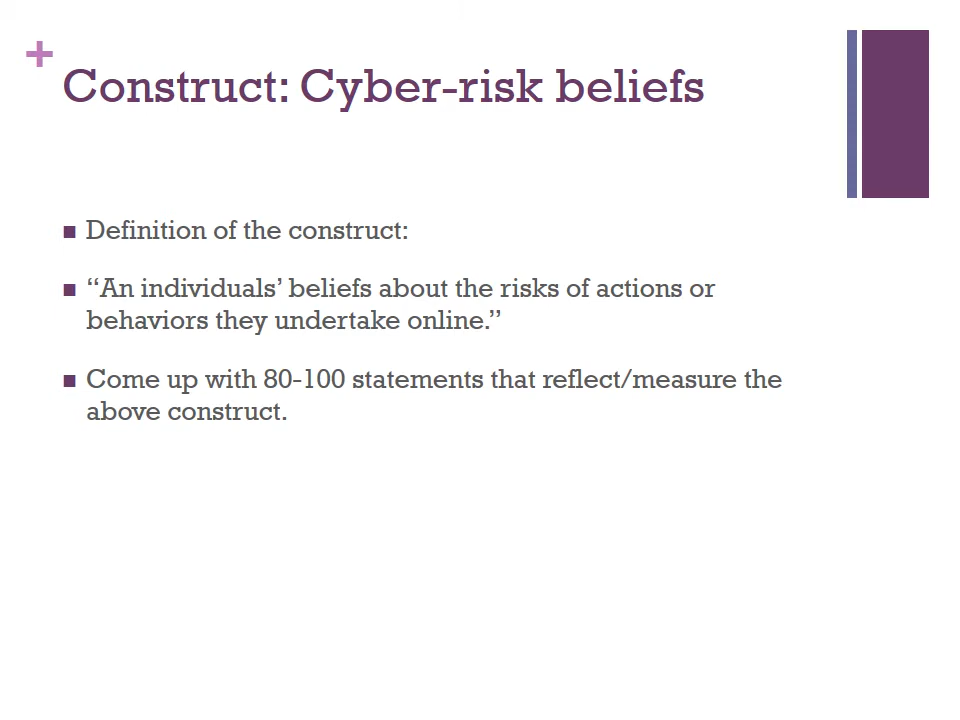 +
Construct: Cyber-risk beliefs
■ Definition of the construct:
■ “An individuals’ beliefs about the risks of actions or
behaviors they undertake online.”
■ Come up with 80-100 statements that reflect/measure the
above construct.